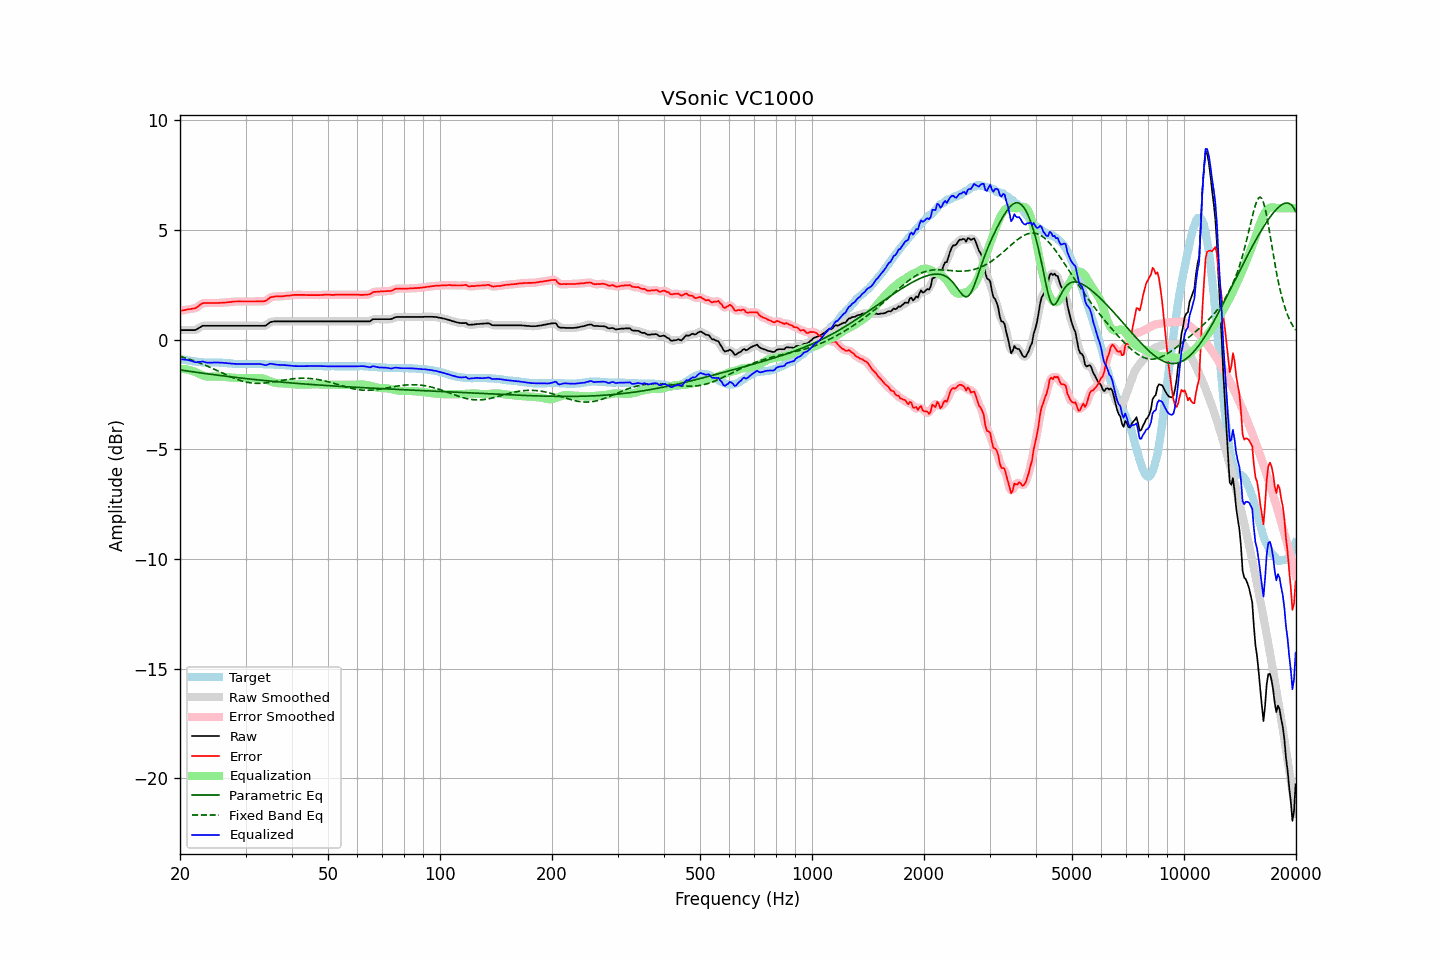 VSonic VC1000
Amplitude (dBr)
10
5
0
−5
−10
−15
−20
Target
Raw Smoothed
Error Smoothed
Raw
Error
Equalization
Parametric Eq
Fixed Band Eq
Equalized
20 50 100 200 500 1000 2000 5000 10000 20000
Frequency (Hz)